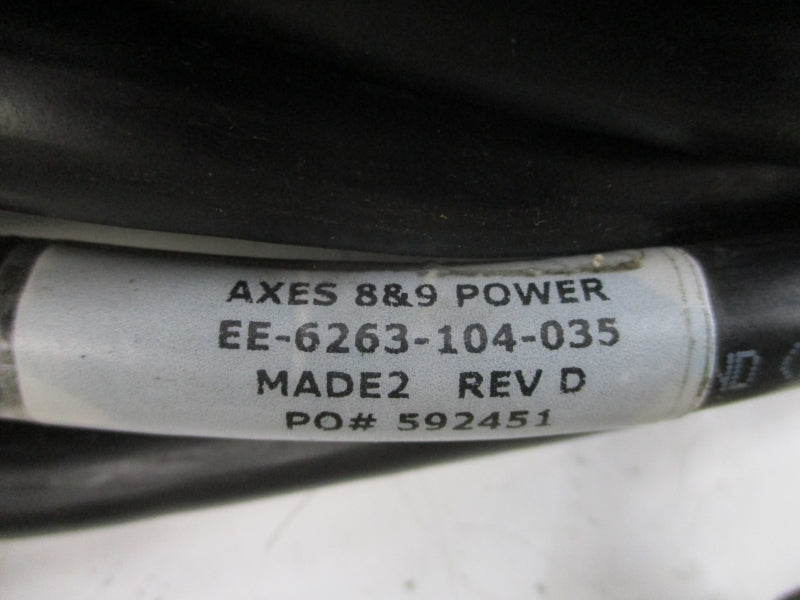 AXES 8&9 POWER
EE-6263-104-035
MADE2 REV D
PO# 592451